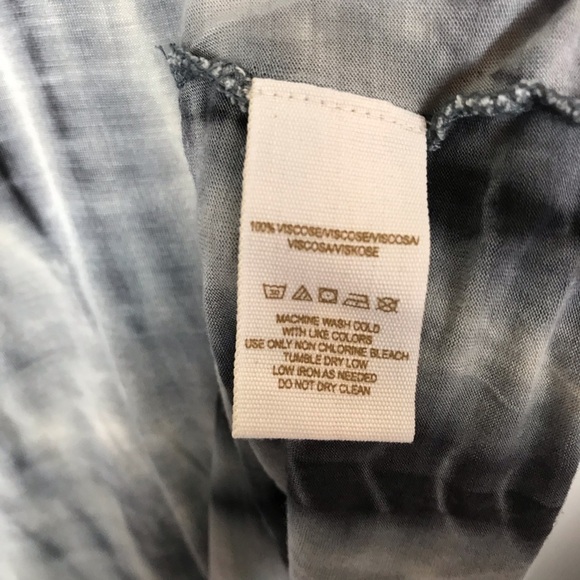 100% VISCOSE/VISCOSE/VISCOSA/
VISCOSA/VISKOSE
MACHINE WASH COLD
WITH LIKE COLORS
USE ONLY NON CHLORINE BLEACH
TUMBLE DRY LOW
LOW IRON AS NEEDED
DO NOT DRY CLEAN